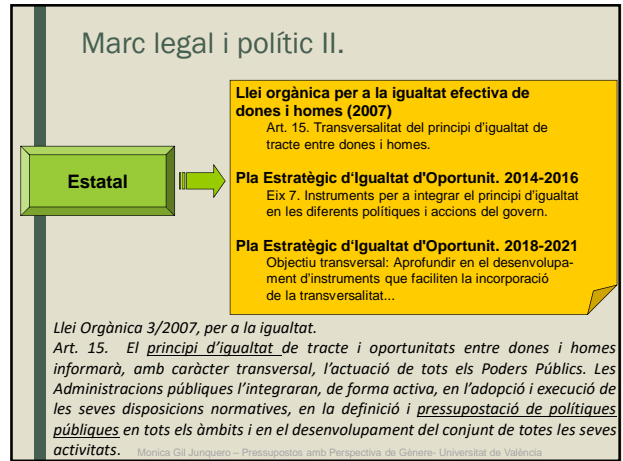 Marc legal i polític II.
Estatal
Llei orgànica per a la igualtat efectiva de
dones i homes (2007)
Art. 15. Transversalitat del principi d'igualtat de
tracte entre dones i homes.
Pla Estratègic d'Igualtat d'Oportunit. 2014-2016
Eix 7. Instruments per a integrar el principi d'igualtat
en les diferents polítiques i accions del govern.
Pla Estratègic d'Igualtat d'Oportunit. 2018-2021
Objectiu transversal: Aprofundir en el desenvolupa-
ment d'instruments que faciliten la incorporació
de la transversalitat...
Llei Orgànica 3/2007, per a la igualtat.
Art. 15. El principi d'igualtat de tracte i oportunitats entre dones i homes
informarà, amb caràcter transversal, l'actuació de tots els Poders Públics. Les
Administracions públiques l'integraran, de forma activa, en l'adopció i execució de
les seves disposicions normatives, en la definició i pressupostació de polítiques
públiques en tots els àmbits i en el desenvolupament del conjunt de totes les seves
activitats.
Monica Gil Junquero – Pressupostos amb Perspectiva de Gènere- Universitat de València